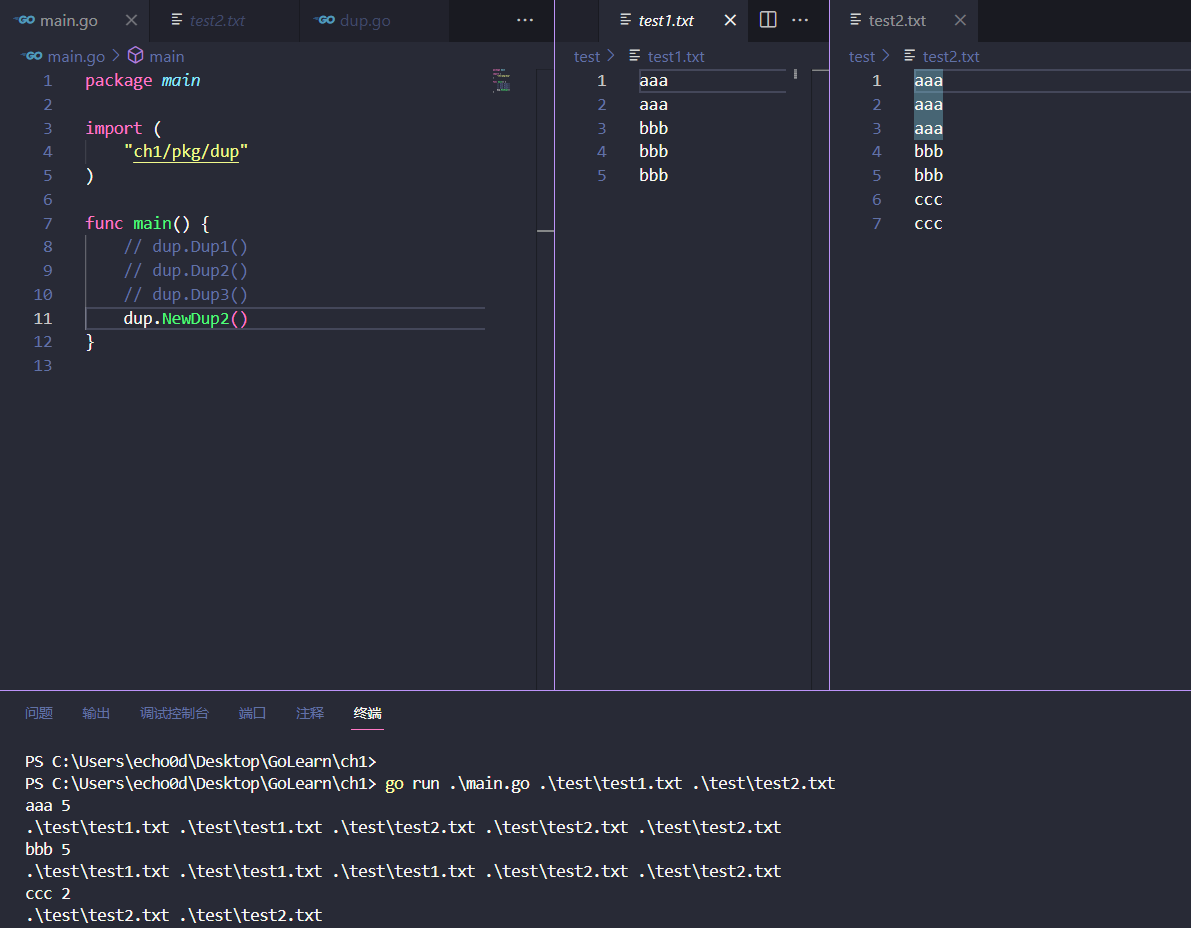 GO main.go × test2.txt GO dup.go ...
GO main.go > main
1 package main
2
3 import (
4 "ch1/pkg/dup"
5 )
6
7 func main() {
8 // dup.Dup1()
9 // dup.Dup2()
10 // dup.Dup3()
11 dup.NewDup2()
12 }
13
test1.txt × ...
test > test1.txt
1 aaa
2 aaa
3 bbb
4 bbb
5 bbb
test2.txt ×
test > test2.txt
1 aaa
2 aaa
3 aaa
4 bbb
5 bbb
6 ccc
7 ccc
问题 输出 调试控制台 端口 注释 终端
PS C:\Users\echo0d\Desktop\GoLearn\ch1>
PS C:\Users\echo0d\Desktop\GoLearn\ch1> go run .\main.go .\test\test1.txt .\test\test2.txt
aaa 5
.\test\test1.txt .\test\test1.txt .\test\test2.txt .\test\test2.txt .\test\test2.txt
bbb 5
.\test\test1.txt .\test\test1.txt .\test\test1.txt .\test\test2.txt .\test\test2.txt
ccc 2
.\test\test2.txt .\test\test2.txt